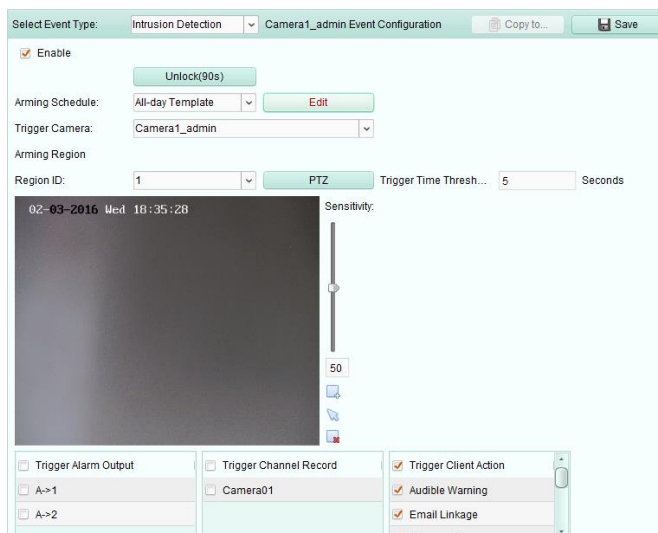 Select Event Type: Intrusion Detection Camera1_admin Event Configuration Copy to... Save
Enable
Unlock(90s)
Arming Schedule: All-day Template Edit
Trigger Camera: Camera1_admin
Arming Region
Region ID: 1 PTZ Trigger Time Thresh... 5 Seconds
02-03-2016 Wed 18:35:28 Sensitivity:
50
Trigger Alarm Output Trigger Channel Record Trigger Client Action
A->1 Camera01 Audible Warning
A->2 Email Linkage